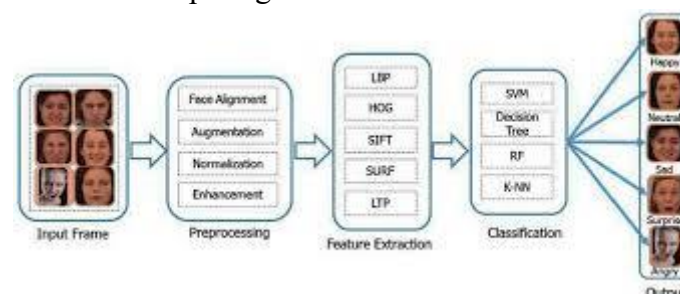 Face Alignment
Augmentation
Normalization
Enhancement
LBP
HOG
SIFT
SURF
LTP
SVM
Decision
Tree
RF
K-NN
Happy
Neutral
Sad
Surprise
Angry
Input Frame
Preprocessing
Feature Extraction
Classification
Output